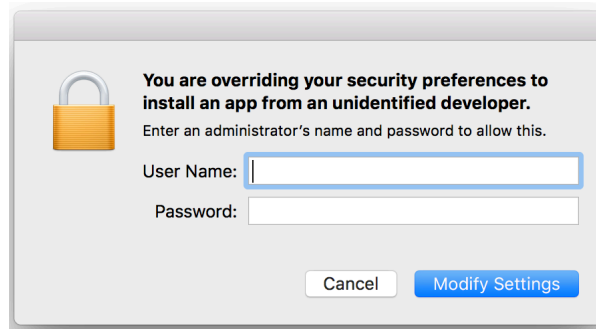 You are overriding your security preferences to
install an app from an unidentified developer.
Enter an administrator's name and password to allow this.
User Name:
Password:
Cancel
Modify Settings